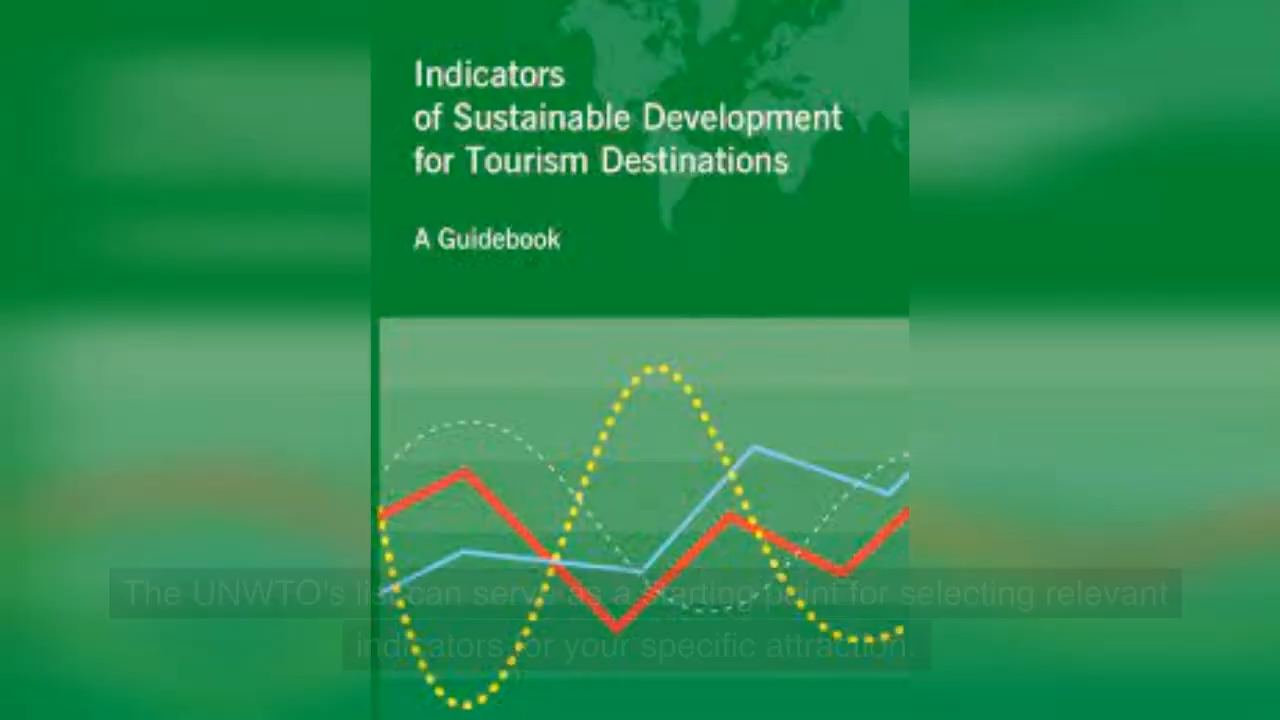 Indicators
of Sustainable Development
for Tourism Destinations
A Guidebook
The UNWTO's list can serve as a starting point for selecting relevant
indicators for your specific attraction.